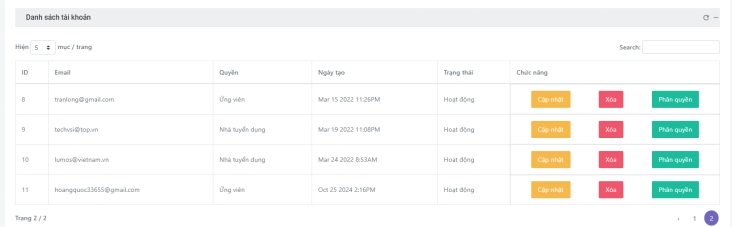 Danh sách tài khoản
Hiện 5 mục / trang Search:
ID Email Quyền Ngày tạo Trạng thái Chức năng
8 tranlong@gmail.com Ứng viên Mar 15 2022 11:26PM Hoạt động Cập nhật Xóa Phân quyền
9 techvsi@top.vn Nhà tuyển dung Mar 19 2022 11:08PM Hoạt động Cập nhật Xóa Phân quyền
10 lumos@vietnam.vn Nhà tuyển dung Mar 24 2022 8:53AM Hoạt động Cập nhật Xóa Phân quyền
11 hoangquoc33655@gmail.com Ứng viên Oct 25 2024 2:16PM Hoạt động Cập nhật Xóa Phân quyền
Trang 2 / 2 ‹ 1 2